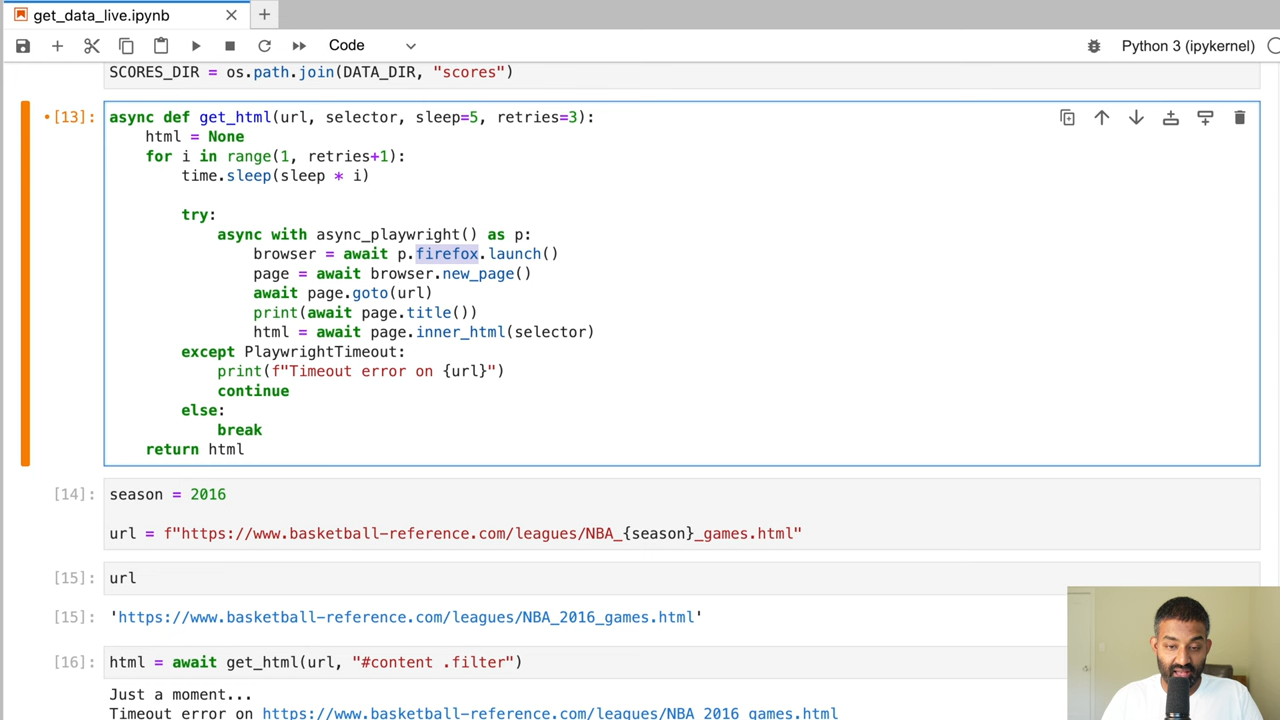 get_data_live.ipynb
Code
Python 3 (ipykernel)
SCORES_DIR = os.path.join(DATA_DIR, "scores")
[13]:
async def get_html(url, selector, sleep=5, retries=3):
    html = None
    for i in range(1, retries+1):
        time.sleep(sleep * i)
        try:
            async with async_playwright() as p:
                browser = await p.firefox.launch()
                page = await browser.new_page()
                await page.goto(url)
                print(await page.title())
                html = await page.inner_html(selector)
        except PlaywrightTimeout:
            print(f"Timeout error on {url}")
            continue
        else:
            break
    return html
[14]: season = 2016
url = f"https://www.basketball-reference.com/leagues/NBA_{season}_games.html"
[15]: url
[15]: 'https://www.basketball-reference.com/leagues/NBA_2016_games.html'
[16]: html = await get_html(url, "#content .filter")
Just a moment...
Timeout error on https://www.basketball-reference.com/leagues/NBA_2016_games.html